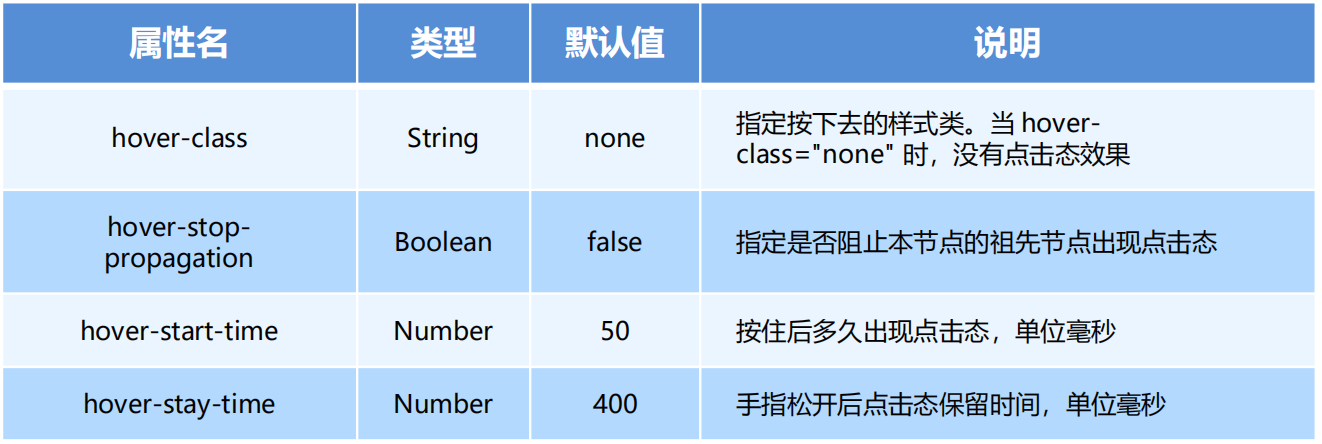 属性名 类型 默认值 说明
hover-class String none 指定按下去的样式类。当 hover-
class="none" 时，没有点击态效果
hover-stop-
propagation Boolean false 指定是否阻止本节点的祖先节点出现点击态
hover-start-time Number 50 按住后多久出现点击态，单位毫秒
hover-stay-time Number 400 手指松开后点击态保留时间，单位毫秒